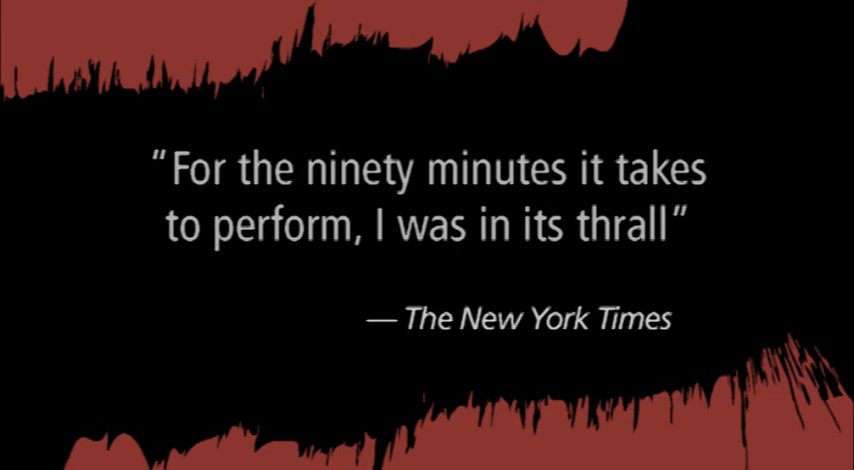 “For the ninety minutes it takes
to perform, I was in its thrall”
— The New York Times